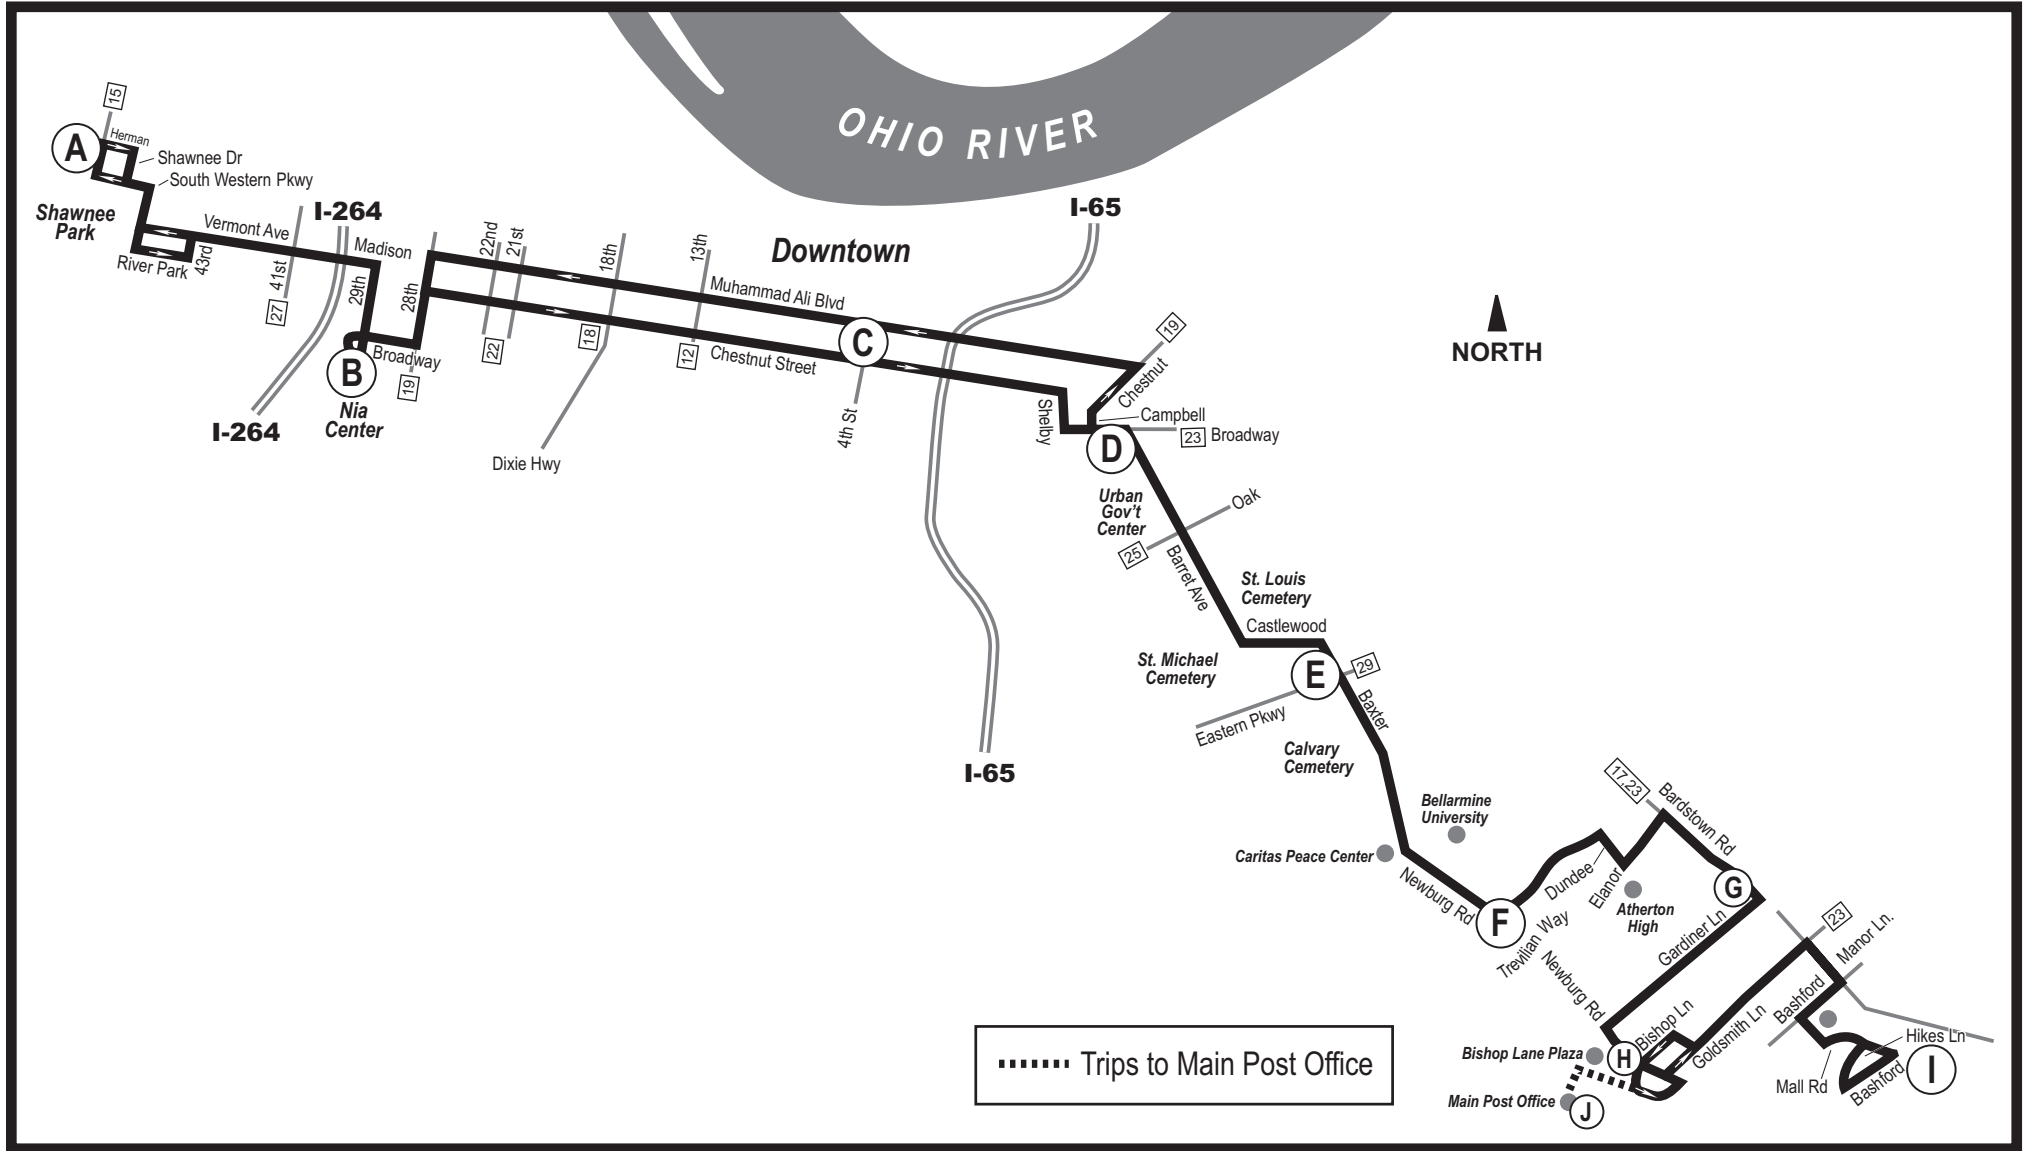 OHIO RIVER
15
A
Herman
Shawnee Dr
South Western Pkwy
Shawnee
Park
Vermont Ave
River Park
43rd
41st
27
I-264
I-264
Madison
29th
28th
Broadway
B
Nia
Center
19
22nd
21st
22
18th
18
Dixie Hwy
13th
12
Downtown
Muhammad Ali Blvd
Chestnut Street
C
4th St
I-65
I-65
19
Chestnut
Campbell
Shelby
23
Broadway
D
Urban
Gov't
Center
NORTH
Oak
25
Barret Ave
St. Louis
Cemetery
Castlewood
St. Michael
Cemetery
E
29
Baxter
Eastern Pkwy
Calvary
Cemetery
Bellarmine
University
Caritas Peace Center
Newburg Rd
F
Trevilian Way
Dundee
Elanor
17,23
Bardstown Rd
Atherton
High
G
Gardiner Ln
Newburg Rd
23
Manor Ln.
Bashford
Bishop Ln
Goldsmith Ln
Hikes Ln
Bishop Lane Plaza
H
Mall Rd
Bashford
I
Main Post Office
J
Trips to Main Post Office